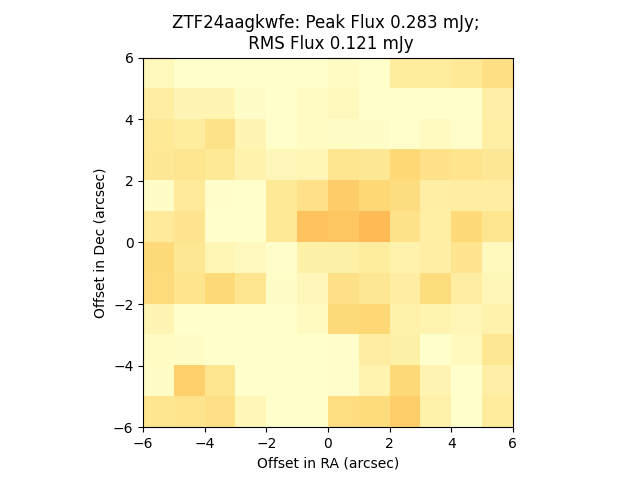 ZTF24aagkwfe: Peak Flux 0.283 mJy;
RMS Flux 0.121 mJy
6
4
2
0
−2
−4
−6
Offset in Dec (arcsec)
−6 −4 −2 0 2 4 6
Offset in RA (arcsec)